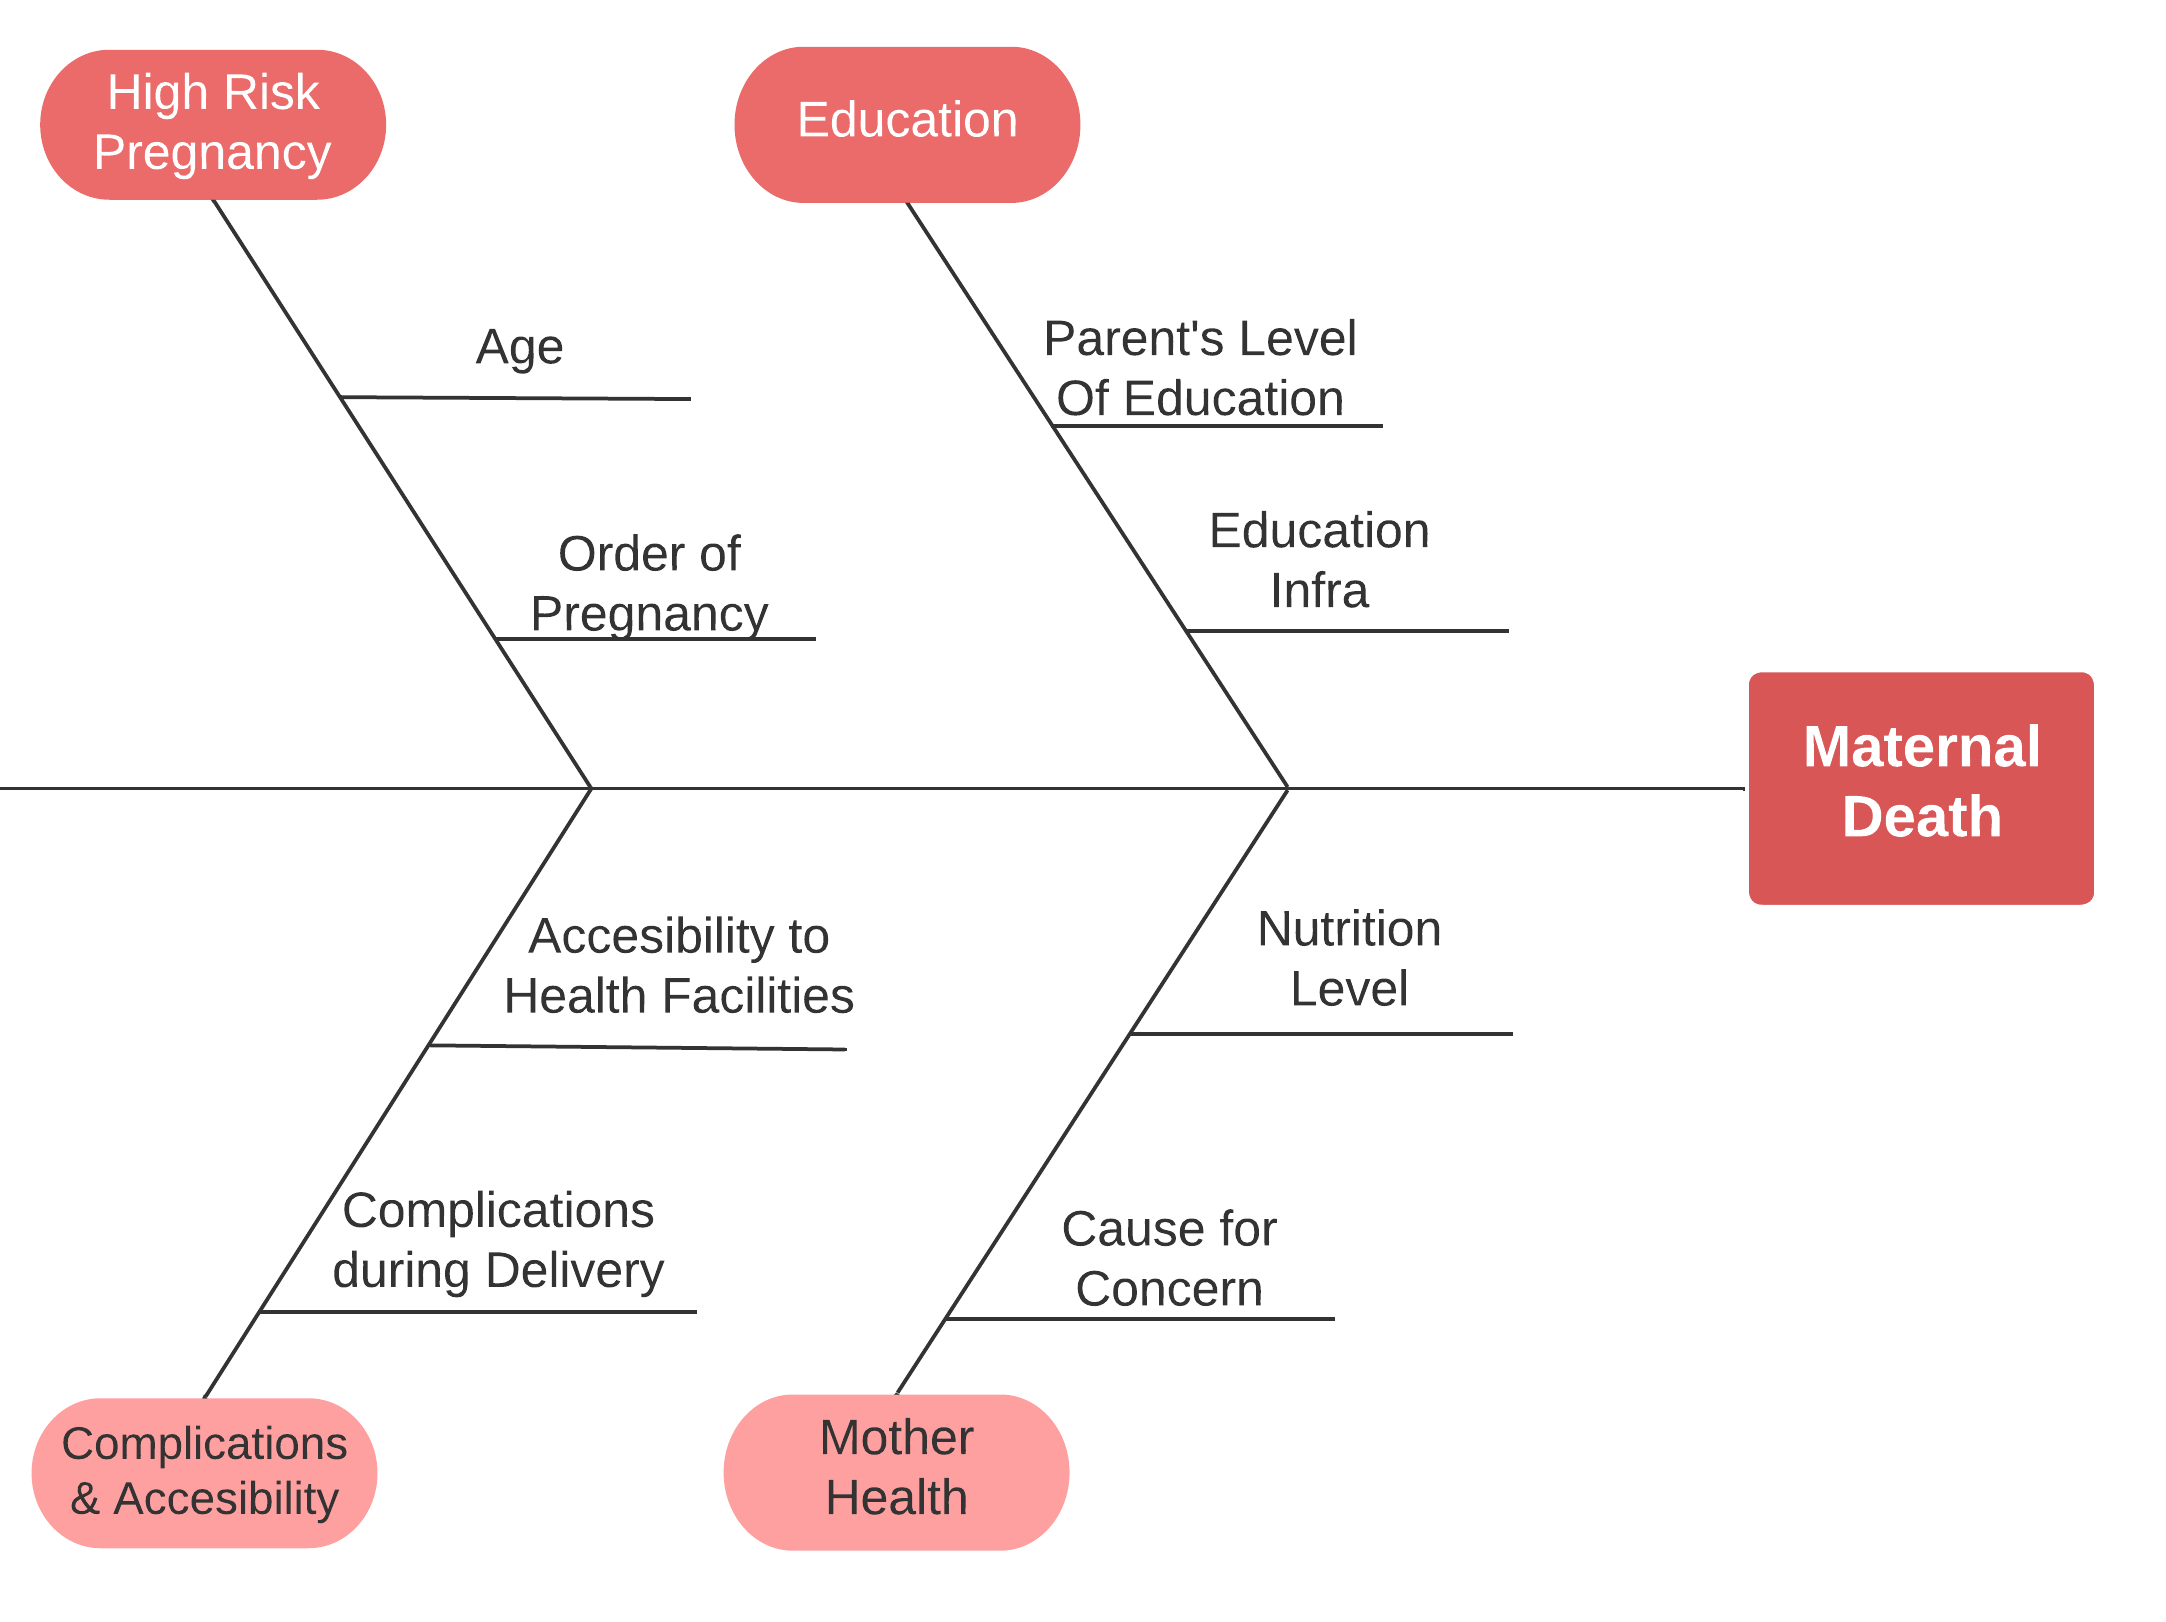 High Risk
Pregnancy
Education
Age
Parent's Level
Of Education
Order of
Pregnancy
Education
Infra
Maternal
Death
Accesibility to
Health Facilities
Nutrition
Level
Complications
during Delivery
Cause for
Concern
Complications
& Accesibility
Mother
Health